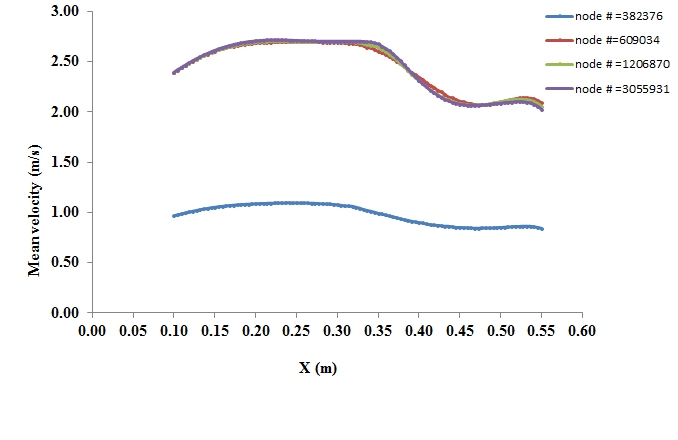 3.00
2.50
2.00
1.50
1.00
0.50
0.00
Mean velocity (m/s)
0.00 0.05 0.10 0.15 0.20 0.25 0.30 0.35 0.40 0.45 0.50 0.55 0.60
X (m)
node # =382376
node #=609034
node # =1206870
node # =3055931